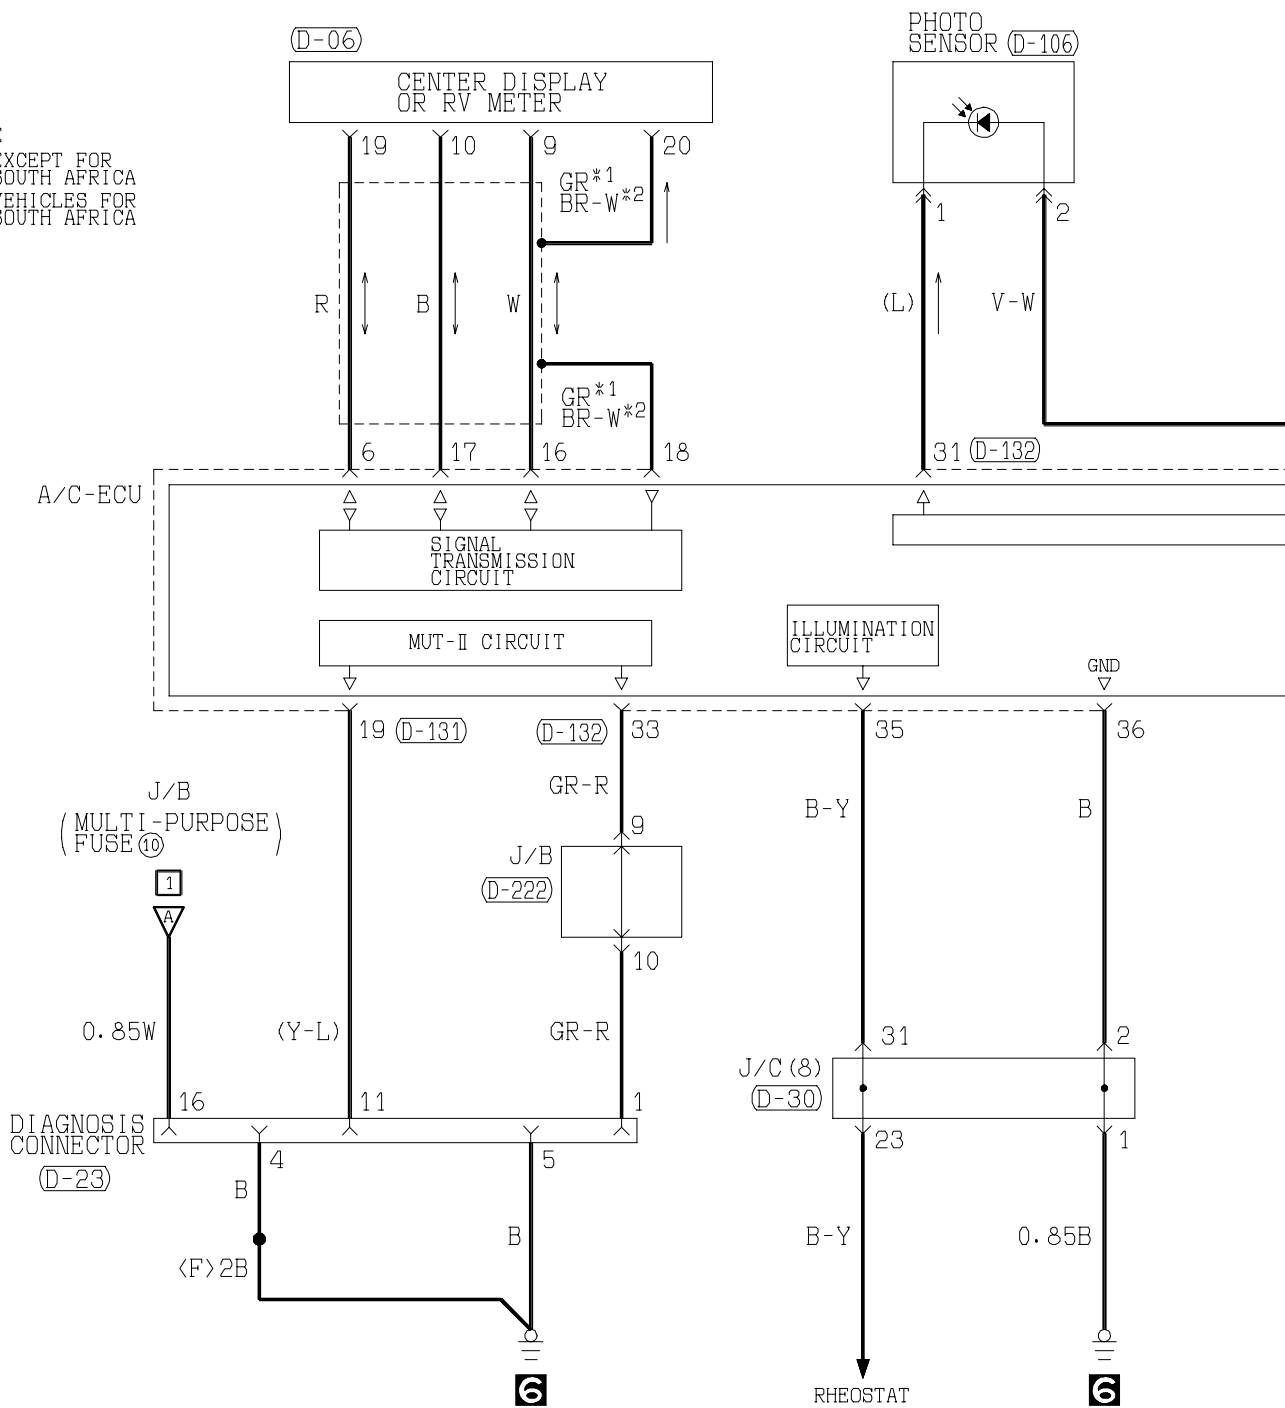 (D-06)
PHOTO
SENSOR (D-106)
CENTER DISPLAY
OR RV METER
19 10 9 20
EXCEPT FOR
SOUTH AFRICA
VEHICLES FOR
SOUTH AFRICA
GR*1
BR-W*2
1 2
R B W (L) V-W
GR*1
BR-W*2
6 17 16 18 31 (D-132)
A/C-ECU
SIGNAL
TRANSMISSION
CIRCUIT
MUT-Ⅱ CIRCUIT
ILLUMINATION
CIRCUIT
GND
19 (D-131) (D-132) 33 35 36
GR-R
J/B
(MULTI-PURPOSE
FUSE ⑩)
B-Y B
9
J/B
(D-222)
1
A
10
0.85W (Y-L) GR-R
31 2
J/C(8)
(D-30)
16 11 1
DIAGNOSIS
CONNECTOR
(D-23)
4 5 23 1
B
B B-Y 0.85B
<F>2B
6 6
RHEOSTAT